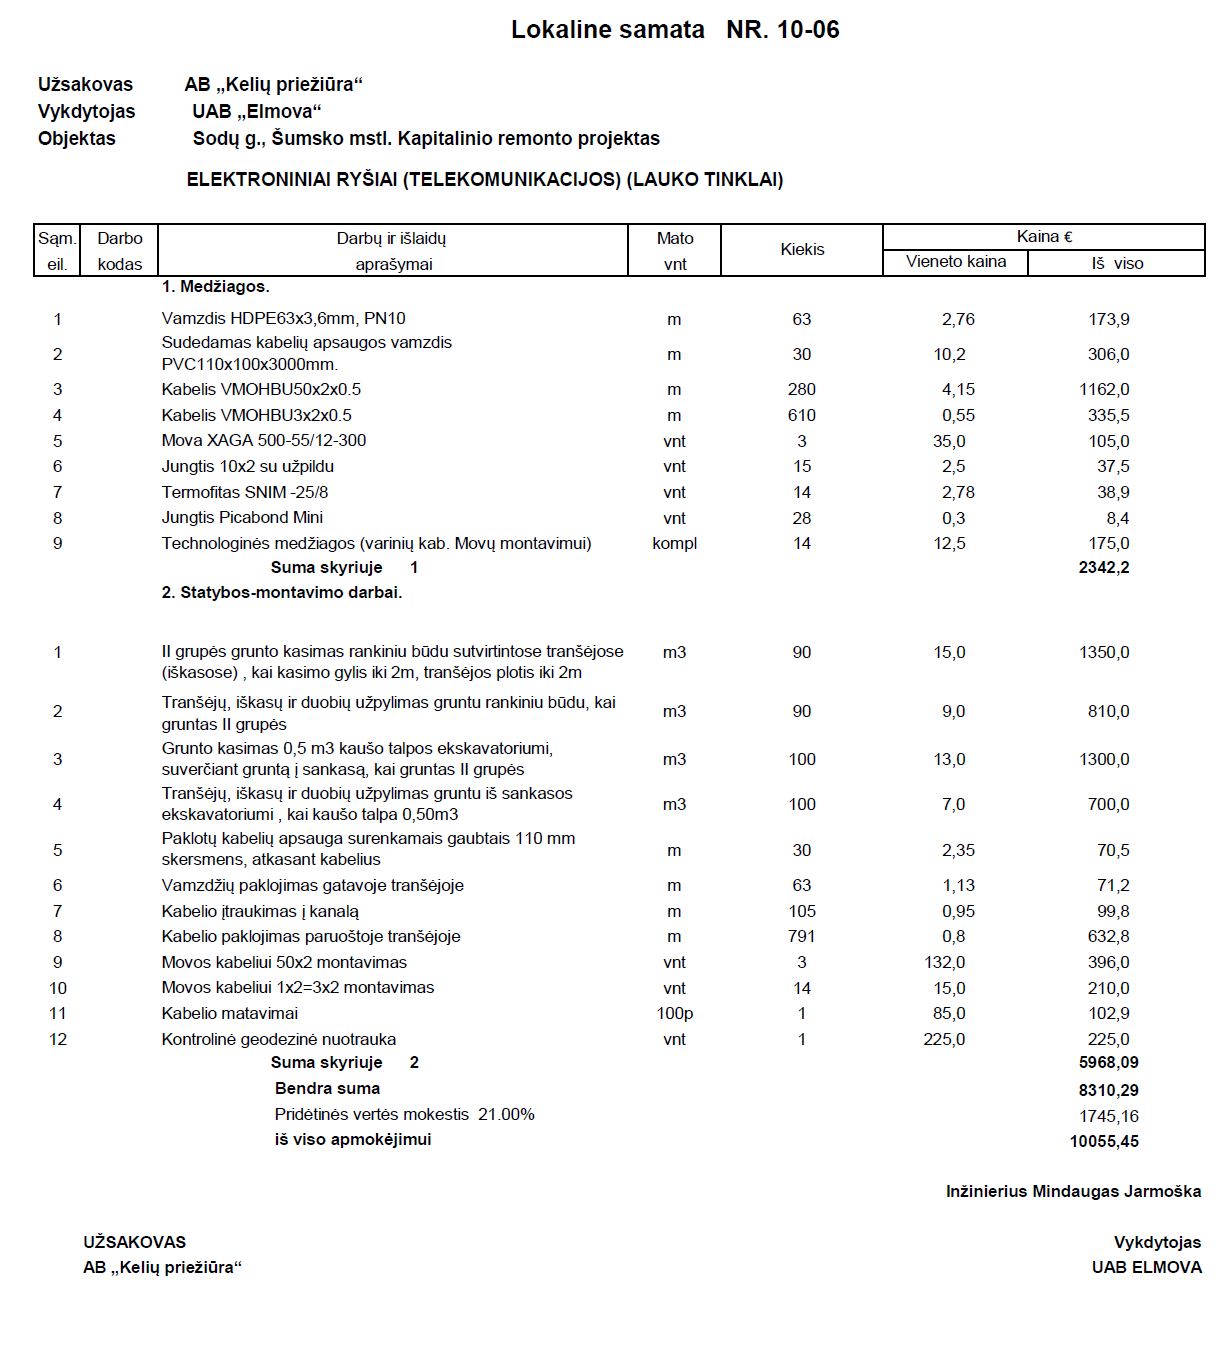 Lokaline samata NR. 10-06
Užsakovas AB „Kelių priežiūra“
Vykdytojas UAB „Elmova“
Objektas Sodų g., Šumsko mstl. Kapitalinio remonto projektas
ELEKTRONINIAI RYŠIAI (TELEKOMUNIKACIJOS) (LAUKO TINKLAI)
Sąm. Darbo Darbų ir išlaidų Mato Kiekis Kaina €
eil. kodas aprašymai vnt Vieneto kaina Iš viso
1. Medžiagos.
1 Vamzdis HDPE63x3,6mm, PN10 m 63 2,76 173,9
Sudedamas kabelių apsaugos vamzdis
2 PVC110x100x3000mm. m 30 10,2 306,0
3 Kabelis VMOHBU50x2x0.5 m 280 4,15 1162,0
4 Kabelis VMOHBU3x2x0.5 m 610 0,55 335,5
5 Mova XAGA 500-55/12-300 vnt 3 35,0 105,0
6 Jungtis 10x2 su užpildu vnt 15 2,5 37,5
7 Termofitas SNIM -25/8 vnt 14 2,78 38,9
8 Jungtis Picabond Mini vnt 28 0,3 8,4
9 Technologinės medžiagos (varinių kab. Movų montavimui) kompl 14 12,5 175,0
Suma skyriuje 1 2342,2
2. Statybos-montavimo darbai.
1 II grupės grunto kasimas rankiniu būdu sutvirtintose tranšėjose m3 90 15,0 1350,0
(iškasose) , kai kasimo gylis iki 2m, tranšėjos plotis iki 2m
Tranšėjų, iškasų ir duobių užpylimas gruntu rankiniu būdu, kai
2 gruntas II grupės m3 90 9,0 810,0
Grunto kasimas 0,5 m3 kaušo talpos ekskavatoriumi,
3 suverčiant gruntą į sankasą, kai gruntas II grupės m3 100 13,0 1300,0
Tranšėjų, iškasų ir duobių užpylimas gruntu iš sankasos
4 ekskavatoriumi , kai kaušo talpa 0,50m3 m3 100 7,0 700,0
Paklotų kabelių apsauga surenkamais gaubtais 110 mm
5 skersmens, atkasant kabelius m 30 2,35 70,5
6 Vamzdžių paklojimas gatavoje tranšėjoje m 63 1,13 71,2
7 Kabelio įtraukimas į kanalą m 105 0,95 99,8
8 Kabelio paklojimas paruoštoje tranšėjoje m 791 0,8 632,8
9 Movos kabeliui 50x2 montavimas vnt 3 132,0 396,0
10 Movos kabeliui 1x2=3x2 montavimas vnt 14 15,0 210,0
11 Kabelio matavimai 100p 1 85,0 102,9
12 Kontrolinė geodezinė nuotrauka vnt 1 225,0 225,0
Suma skyriuje 2 5968,09
Bendra suma 8310,29
Pridėtinės vertės mokestis 21.00% 1745,16
iš viso apmokėjimui 10055,45
Inžinierius Mindaugas Jarmoška
UŽSAKOVAS Vykdytojas
AB „Kelių priežiūra“ UAB ELMOVA